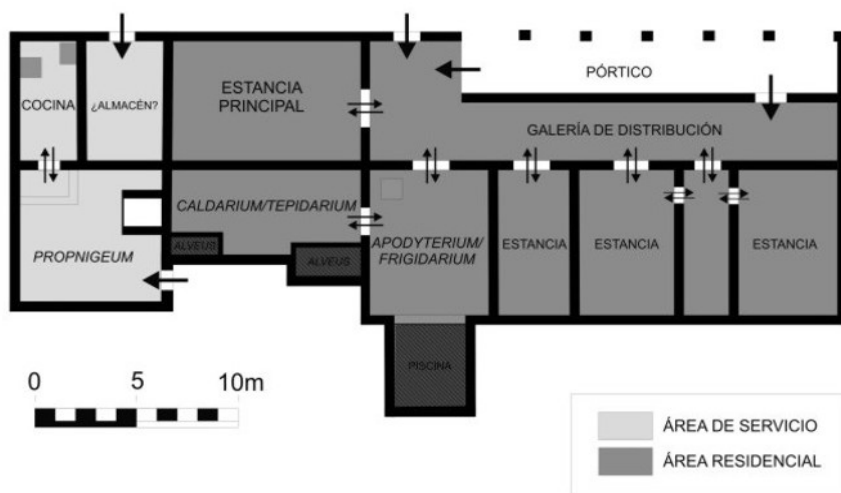 PÓRTICO
ESTANCIA
PRINCIPAL
COCINA
¿ALMACÉN?
GALERÍA DE DISTRIBUCIÓN
CALDARIUM/TEPIDARIUM
ALVEUS
ALVEUS
PROPNIGEUM
APODYTERIUM/
FRIGIDARIUM
ESTANCIA
ESTANCIA
ESTANCIA
PISCINA
0 5 10m
ÁREA DE SERVICIO
ÁREA RESIDENCIAL